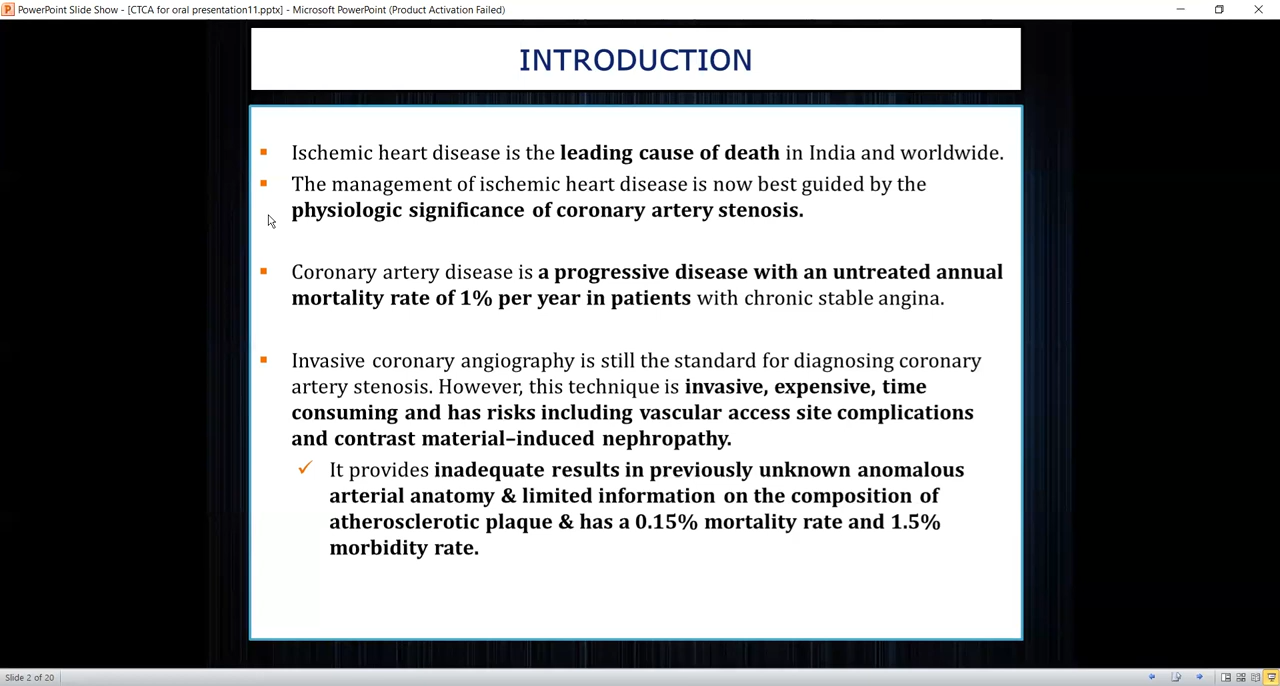 PowerPoint Slide Show - [CTCA for oral presentation11.pptx] - Microsoft PowerPoint (Product Activation Failed)
INTRODUCTION
Ischemic heart disease is the leading cause of death in India and worldwide.
The management of ischemic heart disease is now best guided by the
physiologic significance of coronary artery stenosis.
Coronary artery disease is a progressive disease with an untreated annual
mortality rate of 1% per year in patients with chronic stable angina.
Invasive coronary angiography is still the standard for diagnosing coronary
artery stenosis. However, this technique is invasive, expensive, time
consuming and has risks including vascular access site complications
and contrast material–induced nephropathy.
It provides inadequate results in previously unknown anomalous
arterial anatomy & limited information on the composition of
atherosclerotic plaque & has a 0.15% mortality rate and 1.5%
morbidity rate.
Slide 2 of 20